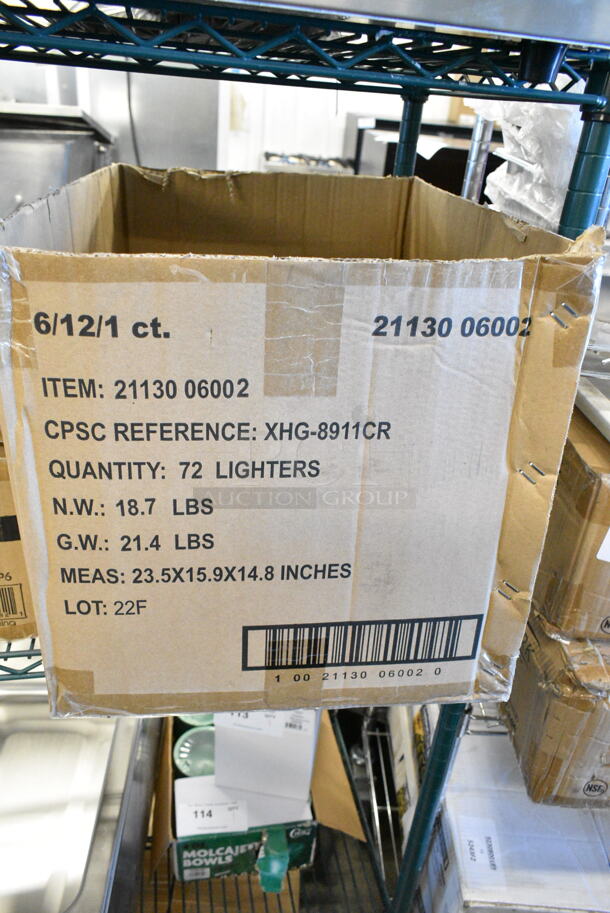 6/12/1 ct. 21130 06002
ITEM: 21130 06002
CPSC REFERENCE: XHG-8911CR
QUANTITY: 72 LIGHTERS
AUCTION GROUP
N.W.: 18.7 LBS
G.W.: 21.4 LBS
MEAS: 23.5X15.9X14.8 INCHES
LOT: 22F
1 00 21130 06002 0
113
114
MOLCAJETE
BOWLS
NSF